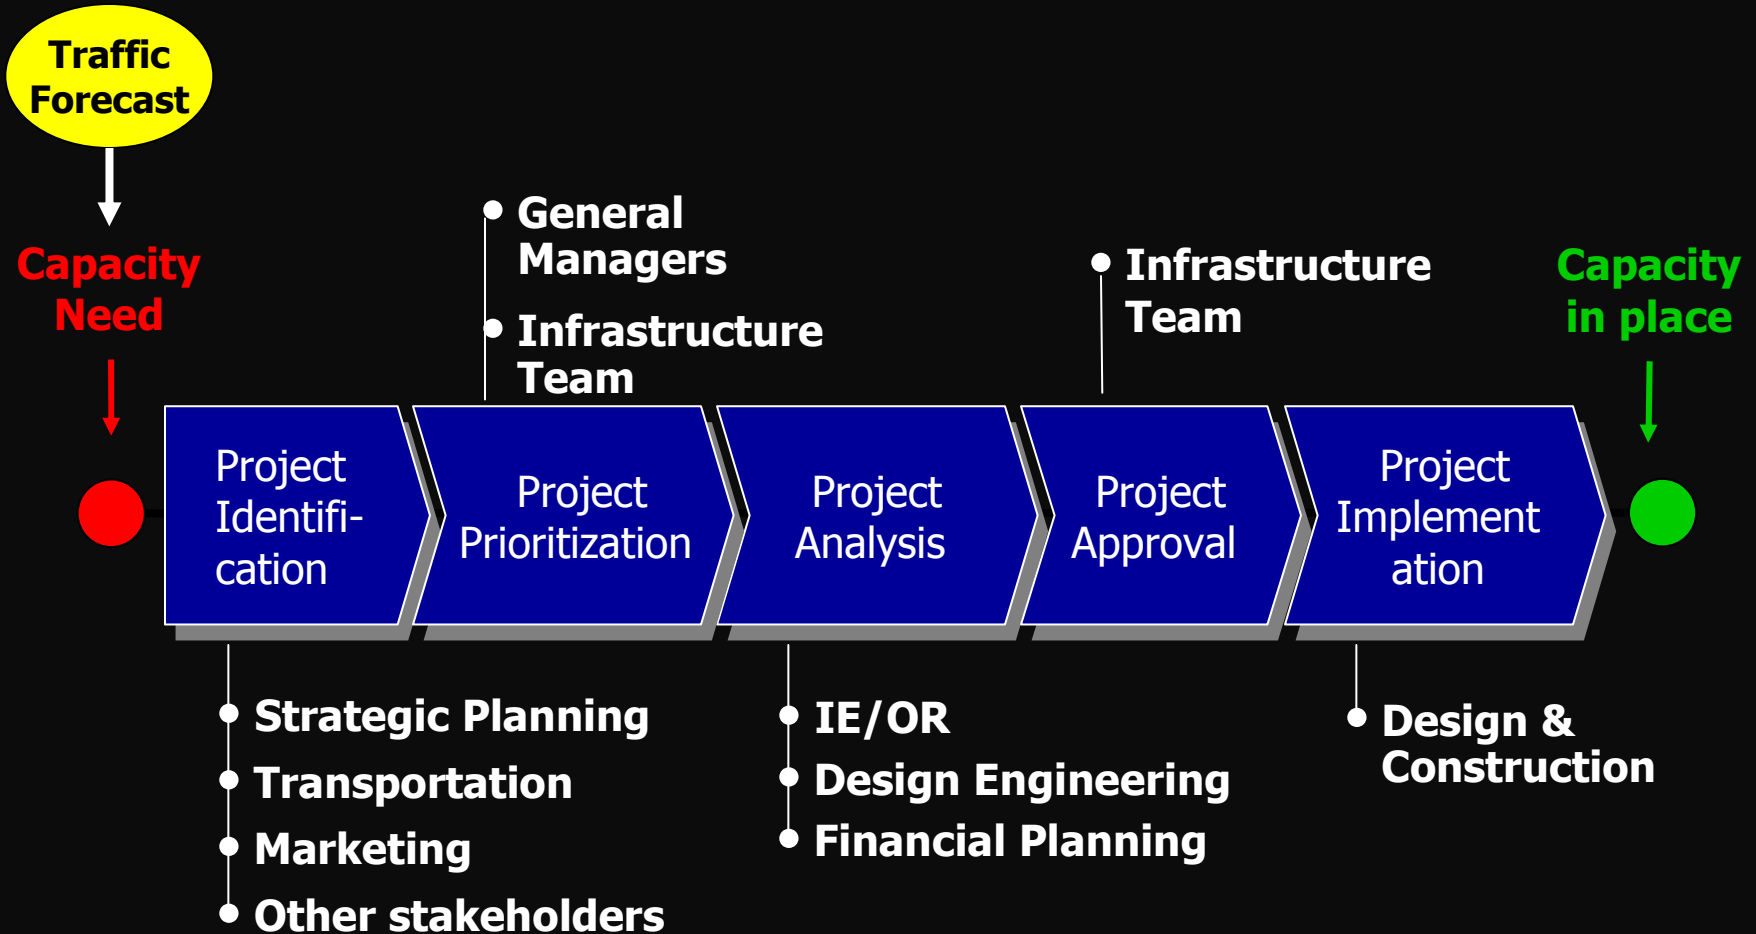 Traffic
Forecast
Capacity
Need
General
Managers
Infrastructure
Team
Infrastructure
Team
Capacity
in place
Project
Identifi-
cation
Project
Prioritization
Project
Analysis
Project
Approval
Project
Implement
ation
Strategic Planning
Transportation
Marketing
Other stakeholders
IE/OR
Design Engineering
Financial Planning
Design &
Construction